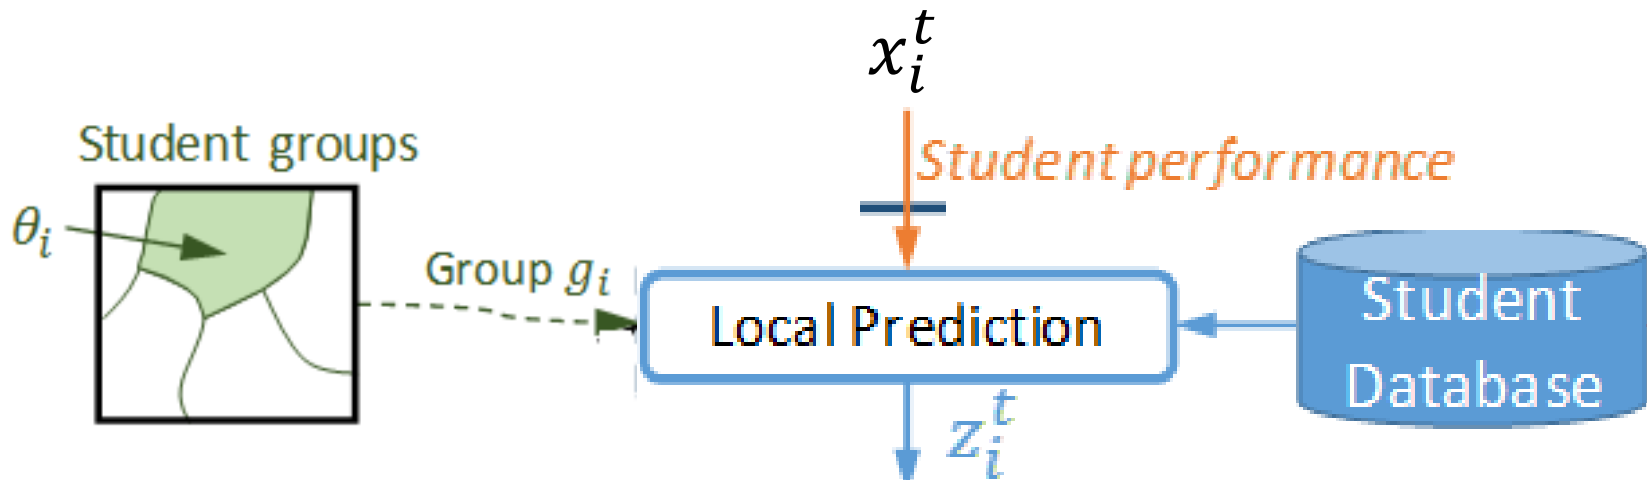 x_i^t
Student performance
Student groups
θ_i
Group g_i
Local Prediction
Student
Database
z_i^t